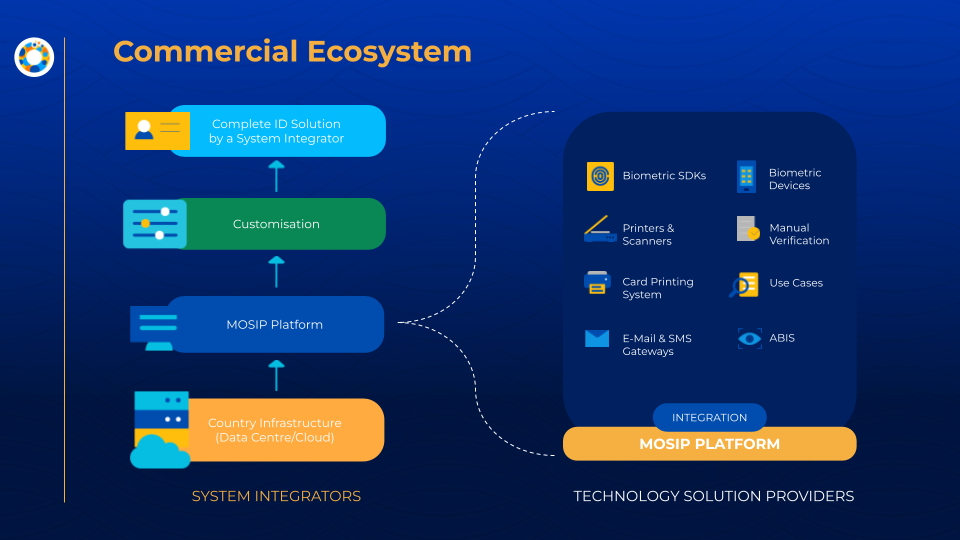 Commercial Ecosystem
Complete ID Solution
by a System Integrator
Customisation
MOSIP Platform
Country Infrastructure
(Data Centre/Cloud)
SYSTEM INTEGRATORS
Biometric SDKs
Biometric
Devices
Printers &
Scanners
Manual
Verification
Card Printing
System
Use Cases
E-Mail & SMS
Gateways
ABIS
INTEGRATION
MOSIP PLATFORM
TECHNOLOGY SOLUTION PROVIDERS